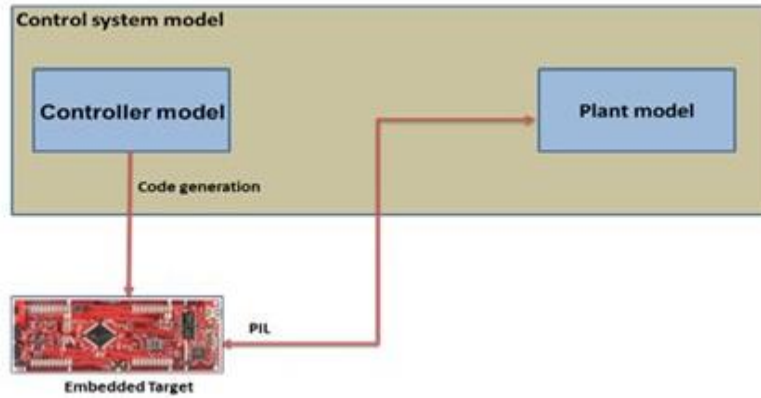 Control system model
Controller model
Plant model
Code generation
PIL
Embedded Target